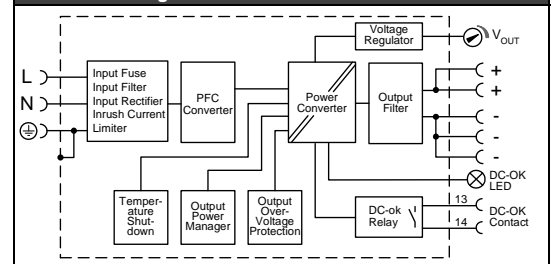 Voltage
Regulator
VOUT
L
N
Input Fuse
Input Filter
Input Rectifier
Inrush Current
Limiter
PFC
Converter
Power
Converter
Output
Filter
+
+
-
-
DC-OK
LED
Temper-
ature
Shut-
down
Output
Power
Manager
Output
Over-
Voltage
Protection
DC-ok
Relay
13
14
DC-OK
Contact